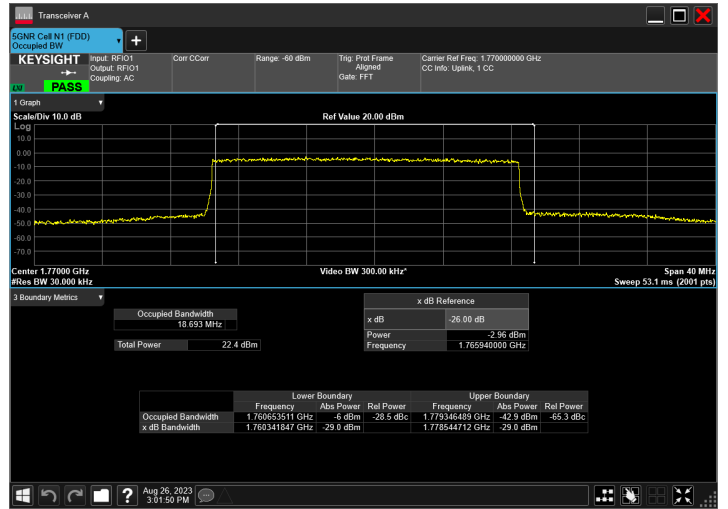 Transceiver A
5GNR Cell N1 (FDD)
Occupied BW
KEYSIGHT
LXI
PASS
Input: RFIO1
Output: RFIO1
Coupling: AC
Corr CCorr
Range: -60 dBm
Trig: Prot Frame
Aligned
Gate: FFT
Carrier Ref Freq: 1.770000000 GHz
CC Info: Uplink, 1 CC
1 Graph
Scale/Div 10.0 dB
Ref Value 20.00 dBm
Log
10.0
0.00
-10.0
-20.0
-30.0
-40.0
-50.0
-60.0
-70.0
Center 1.77000 GHz
Video BW 300.00 kHz*
Span 40 MHz
#Res BW 30.000 kHz
Sweep 53.1 ms (2001 pts)
3 Boundary Metrics
Occupied Bandwidth
18.693 MHz
Total Power 22.4 dBm
x dB Reference
x dB -26.00 dB
Power -2.96 dBm
Frequency 1.765940000 GHz
Lower Boundary Upper Boundary
Frequency Abs Power Rel Power Frequency Abs Power Rel Power
Occupied Bandwidth 1.760653511 GHz -6 dBm -28.5 dBc 1.779346489 GHz -42.9 dBm -65.3 dBc
x dB Bandwidth 1.760341847 GHz -29.0 dBm 1.778544712 GHz -29.0 dBm
?
Aug 26, 2023
3:01:50 PM